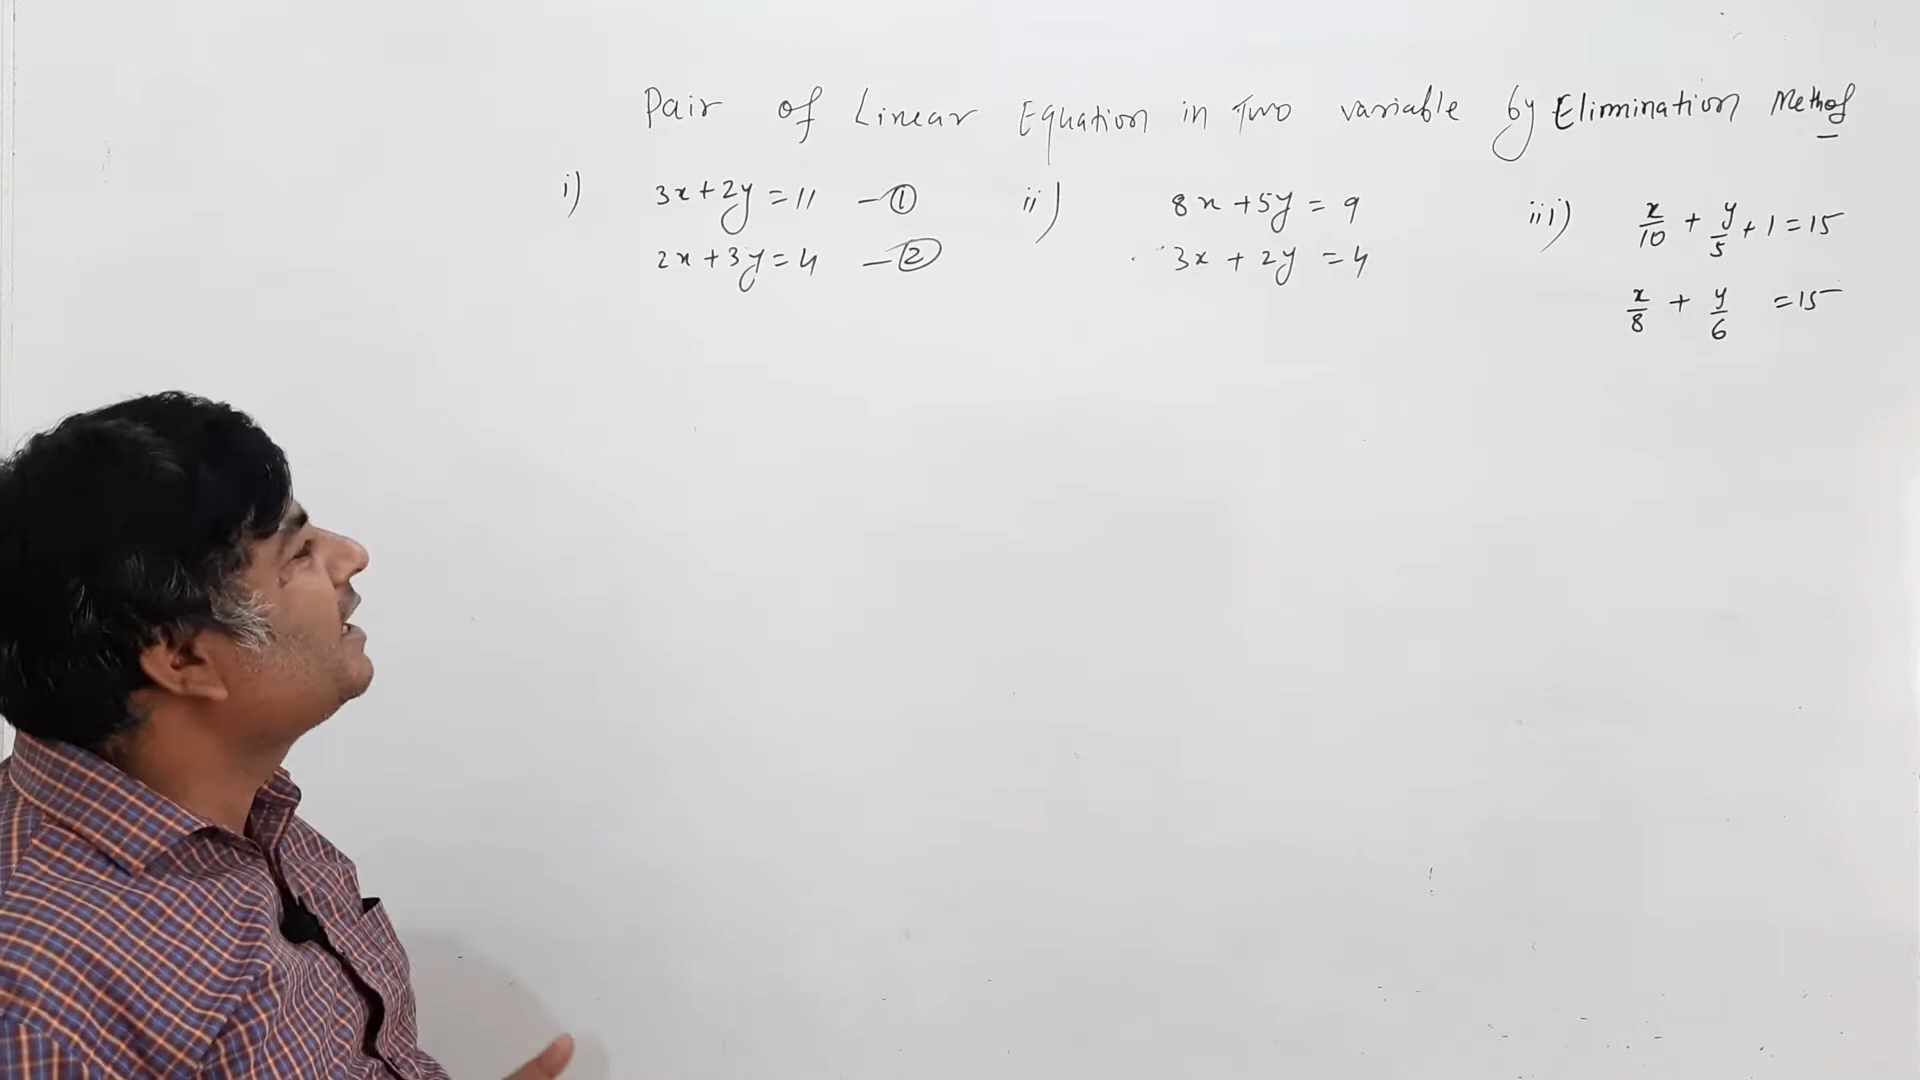 Pair of Linear Equation in Two variable by Elimination Method
i) 3x+2y=11 —①
2x+3y=4 —②
ii) 8x+5y=9
3x+2y=4
iii) x/10 + y/5 +1=15
x/8 + y/6 =15